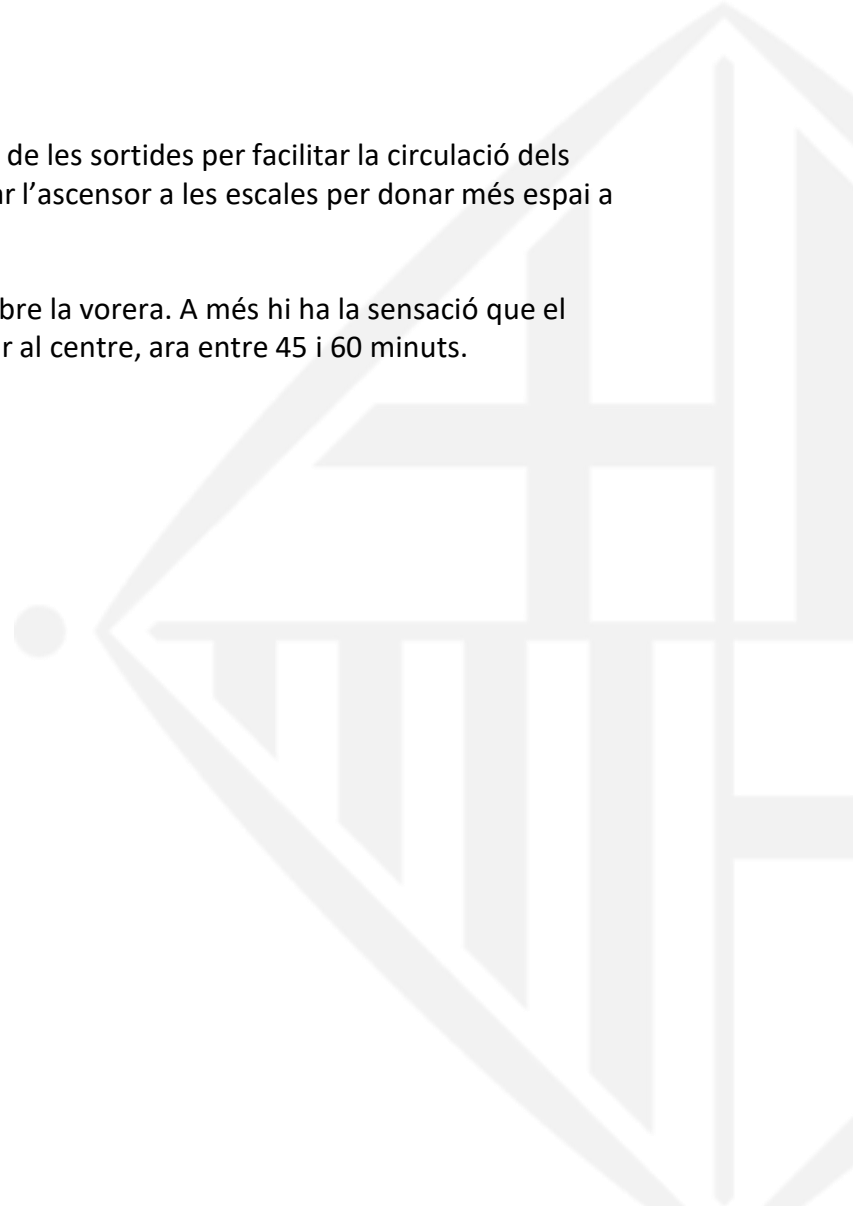 de les sortides per facilitar la circulació dels
ar l’ascensor a les escales per donar més espai a
bre la vorera. A més hi ha la sensació que el
r al centre, ara entre 45 i 60 minuts.